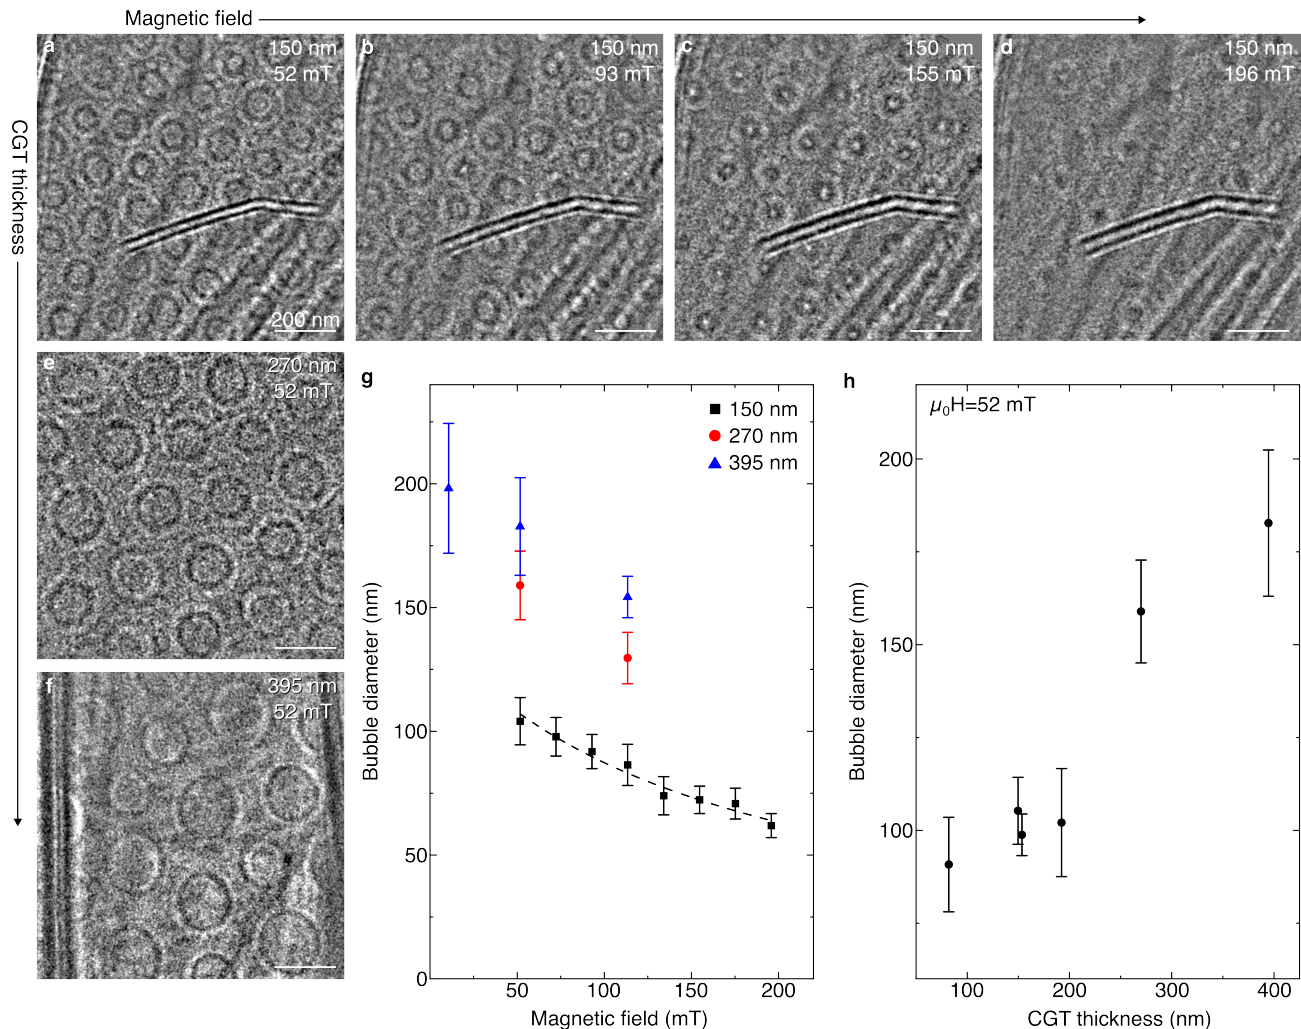 Magnetic field
CGT thickness
a
150 nm
52 mT
200 nm
b
150 nm
93 mT
c
150 nm
155 mT
d
150 nm
196 mT
e
270 nm
52 mT
f
395 nm
52 mT
g
150 nm
270 nm
395 nm
Bubble diameter (nm)
200
150
100
50
0
50
100
150
200
Magnetic field (mT)
h
µ₀H=52 mT
Bubble diameter (nm)
200
150
100
100
200
300
400
CGT thickness (nm)